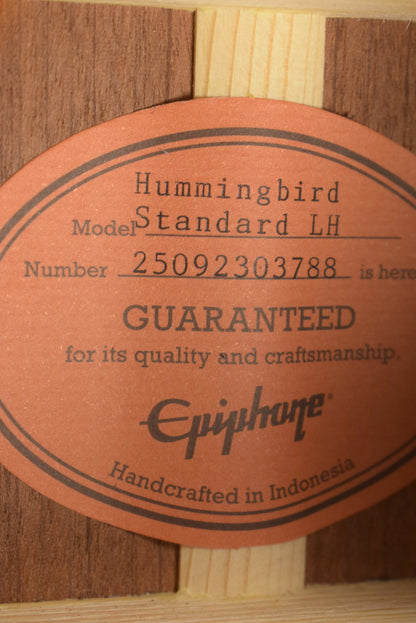 Hummingbird
Model Standard LH
Number 25092303788 is here
GUARANTEED
for its quality and craftsmanship.
Epiphone®
Handcrafted in Indonesia